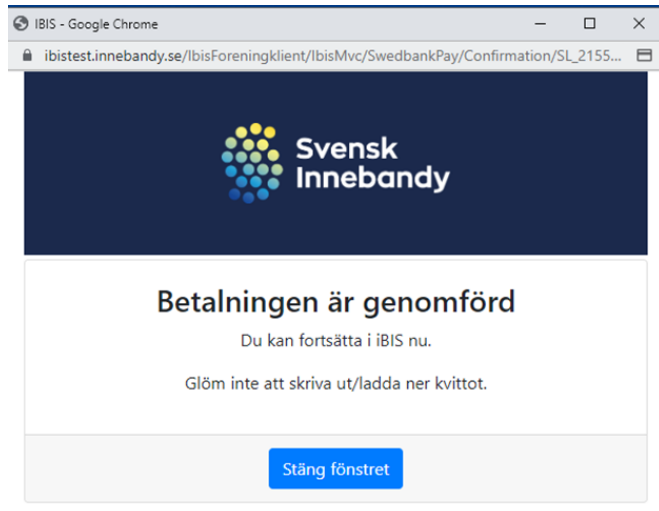 IBIS - Google Chrome
ibistest.innebandy.se/IbisForeningklient/IbisMvc/SwedbankPay/Confirmation/SL_2155...
Svensk
Innebandy
Betalningen är genomförd
Du kan fortsätta i iBIS nu.
Glöm inte att skriva ut/ladda ner kvittot.
Stäng fönstret